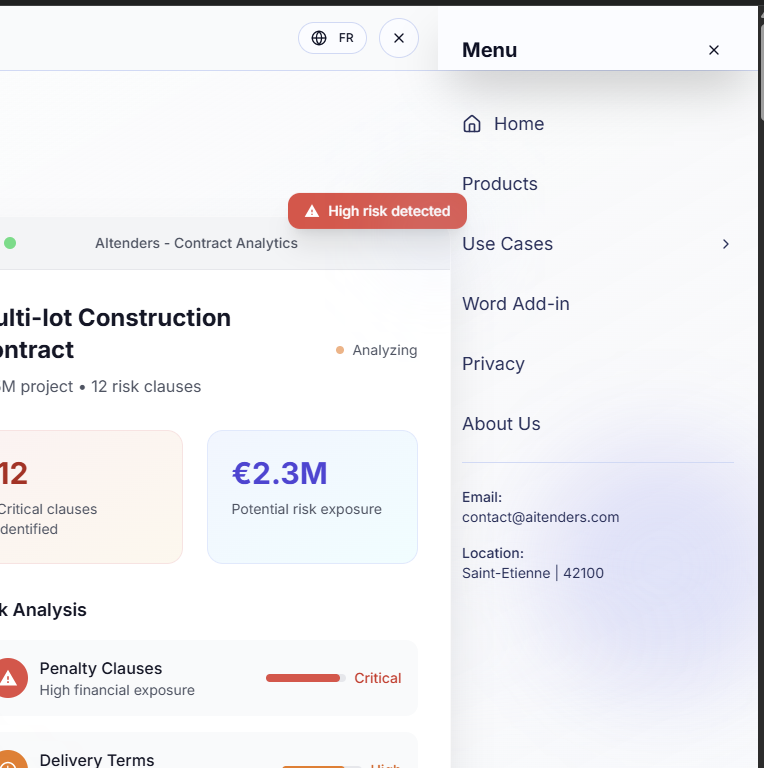 FR
Menu
Home
Products
High risk detected
Altenders - Contract Analytics
Use Cases
ulti-lot Construction
ontract
Word Add-in
Analyzing
Privacy
M project • 12 risk clauses
About Us
12
Critical clauses
dentified
€2.3M
Potential risk exposure
Email:
contact@aitenders.com
Location:
Saint-Etienne | 42100
k Analysis
Penalty Clauses
High financial exposure
Critical
Delivery Terms
High